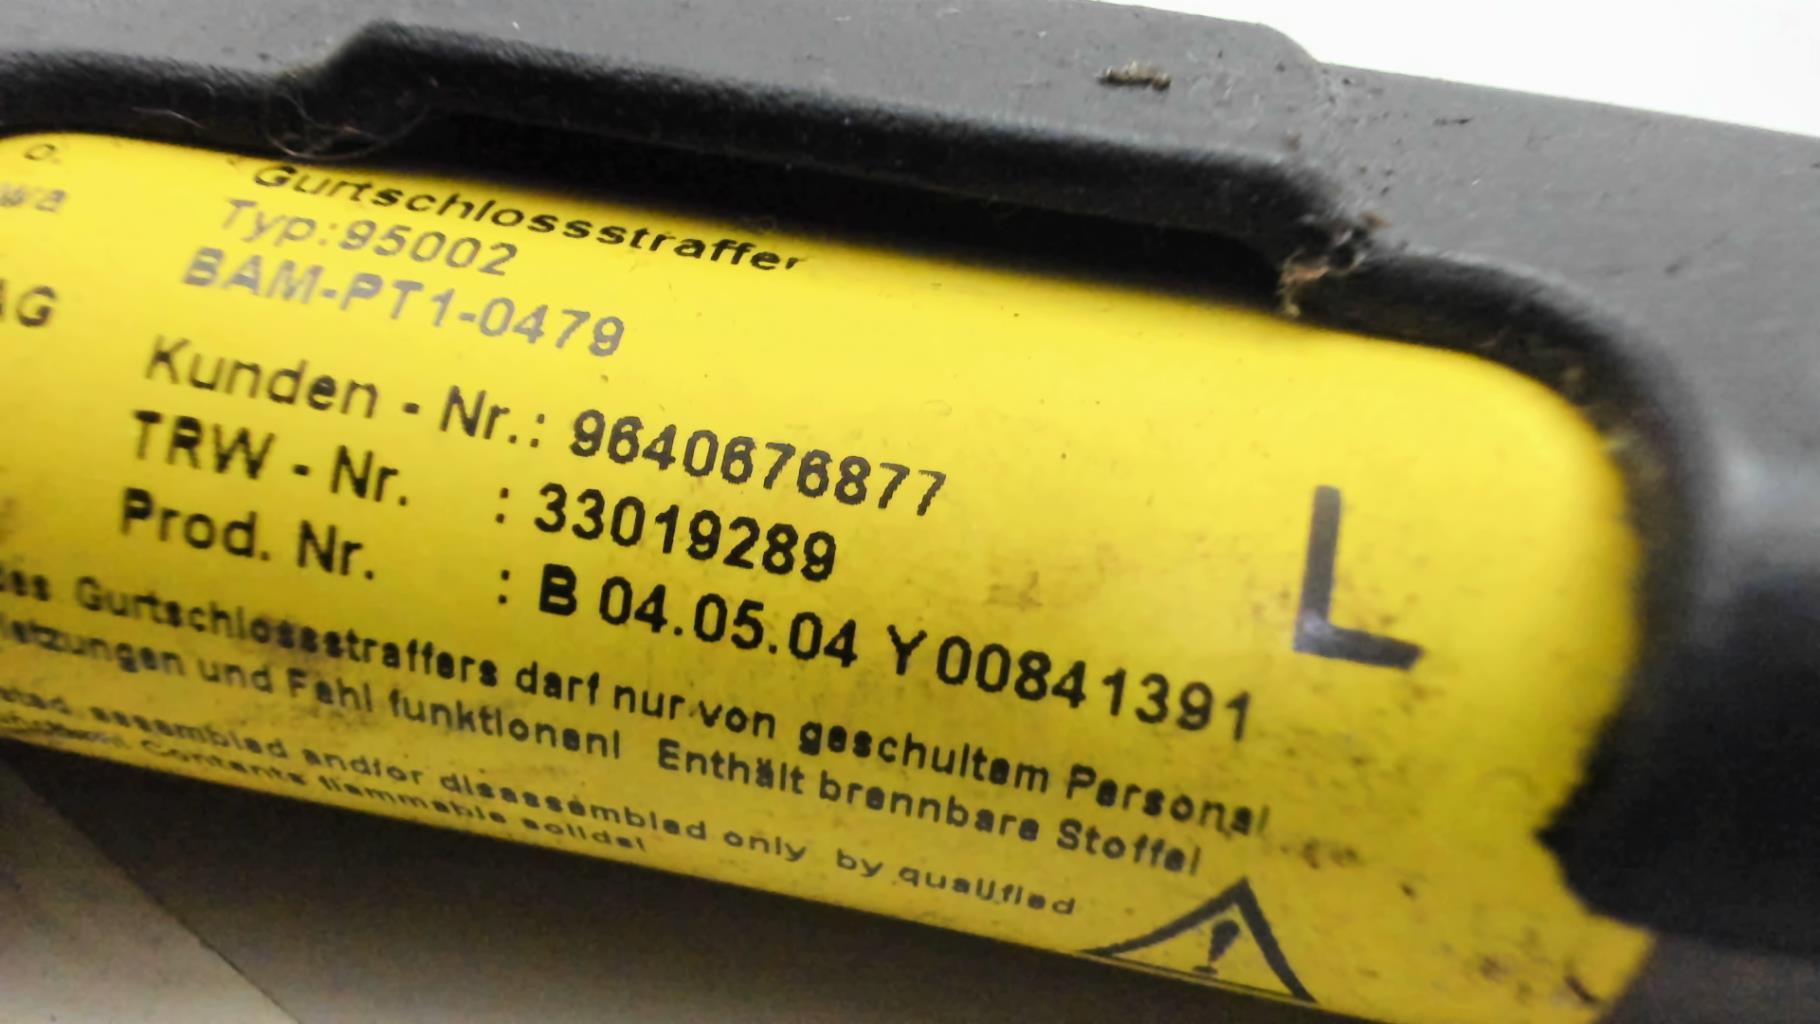 Gurtschlossstraffer
Typ:95002
BAM-PT1-0479
AG
Kunden - Nr.: 9640676877
TRW - Nr. : 33019289
Prod. Nr. : B 04.05.04 Y00841391
L
Gurtschlossstraffers darf nur von geschultem Personal
und Fehl funktionen! Enthält brennbare Stoffe!
assembled and/or disassembled only by qualified
Contents flammable solids!